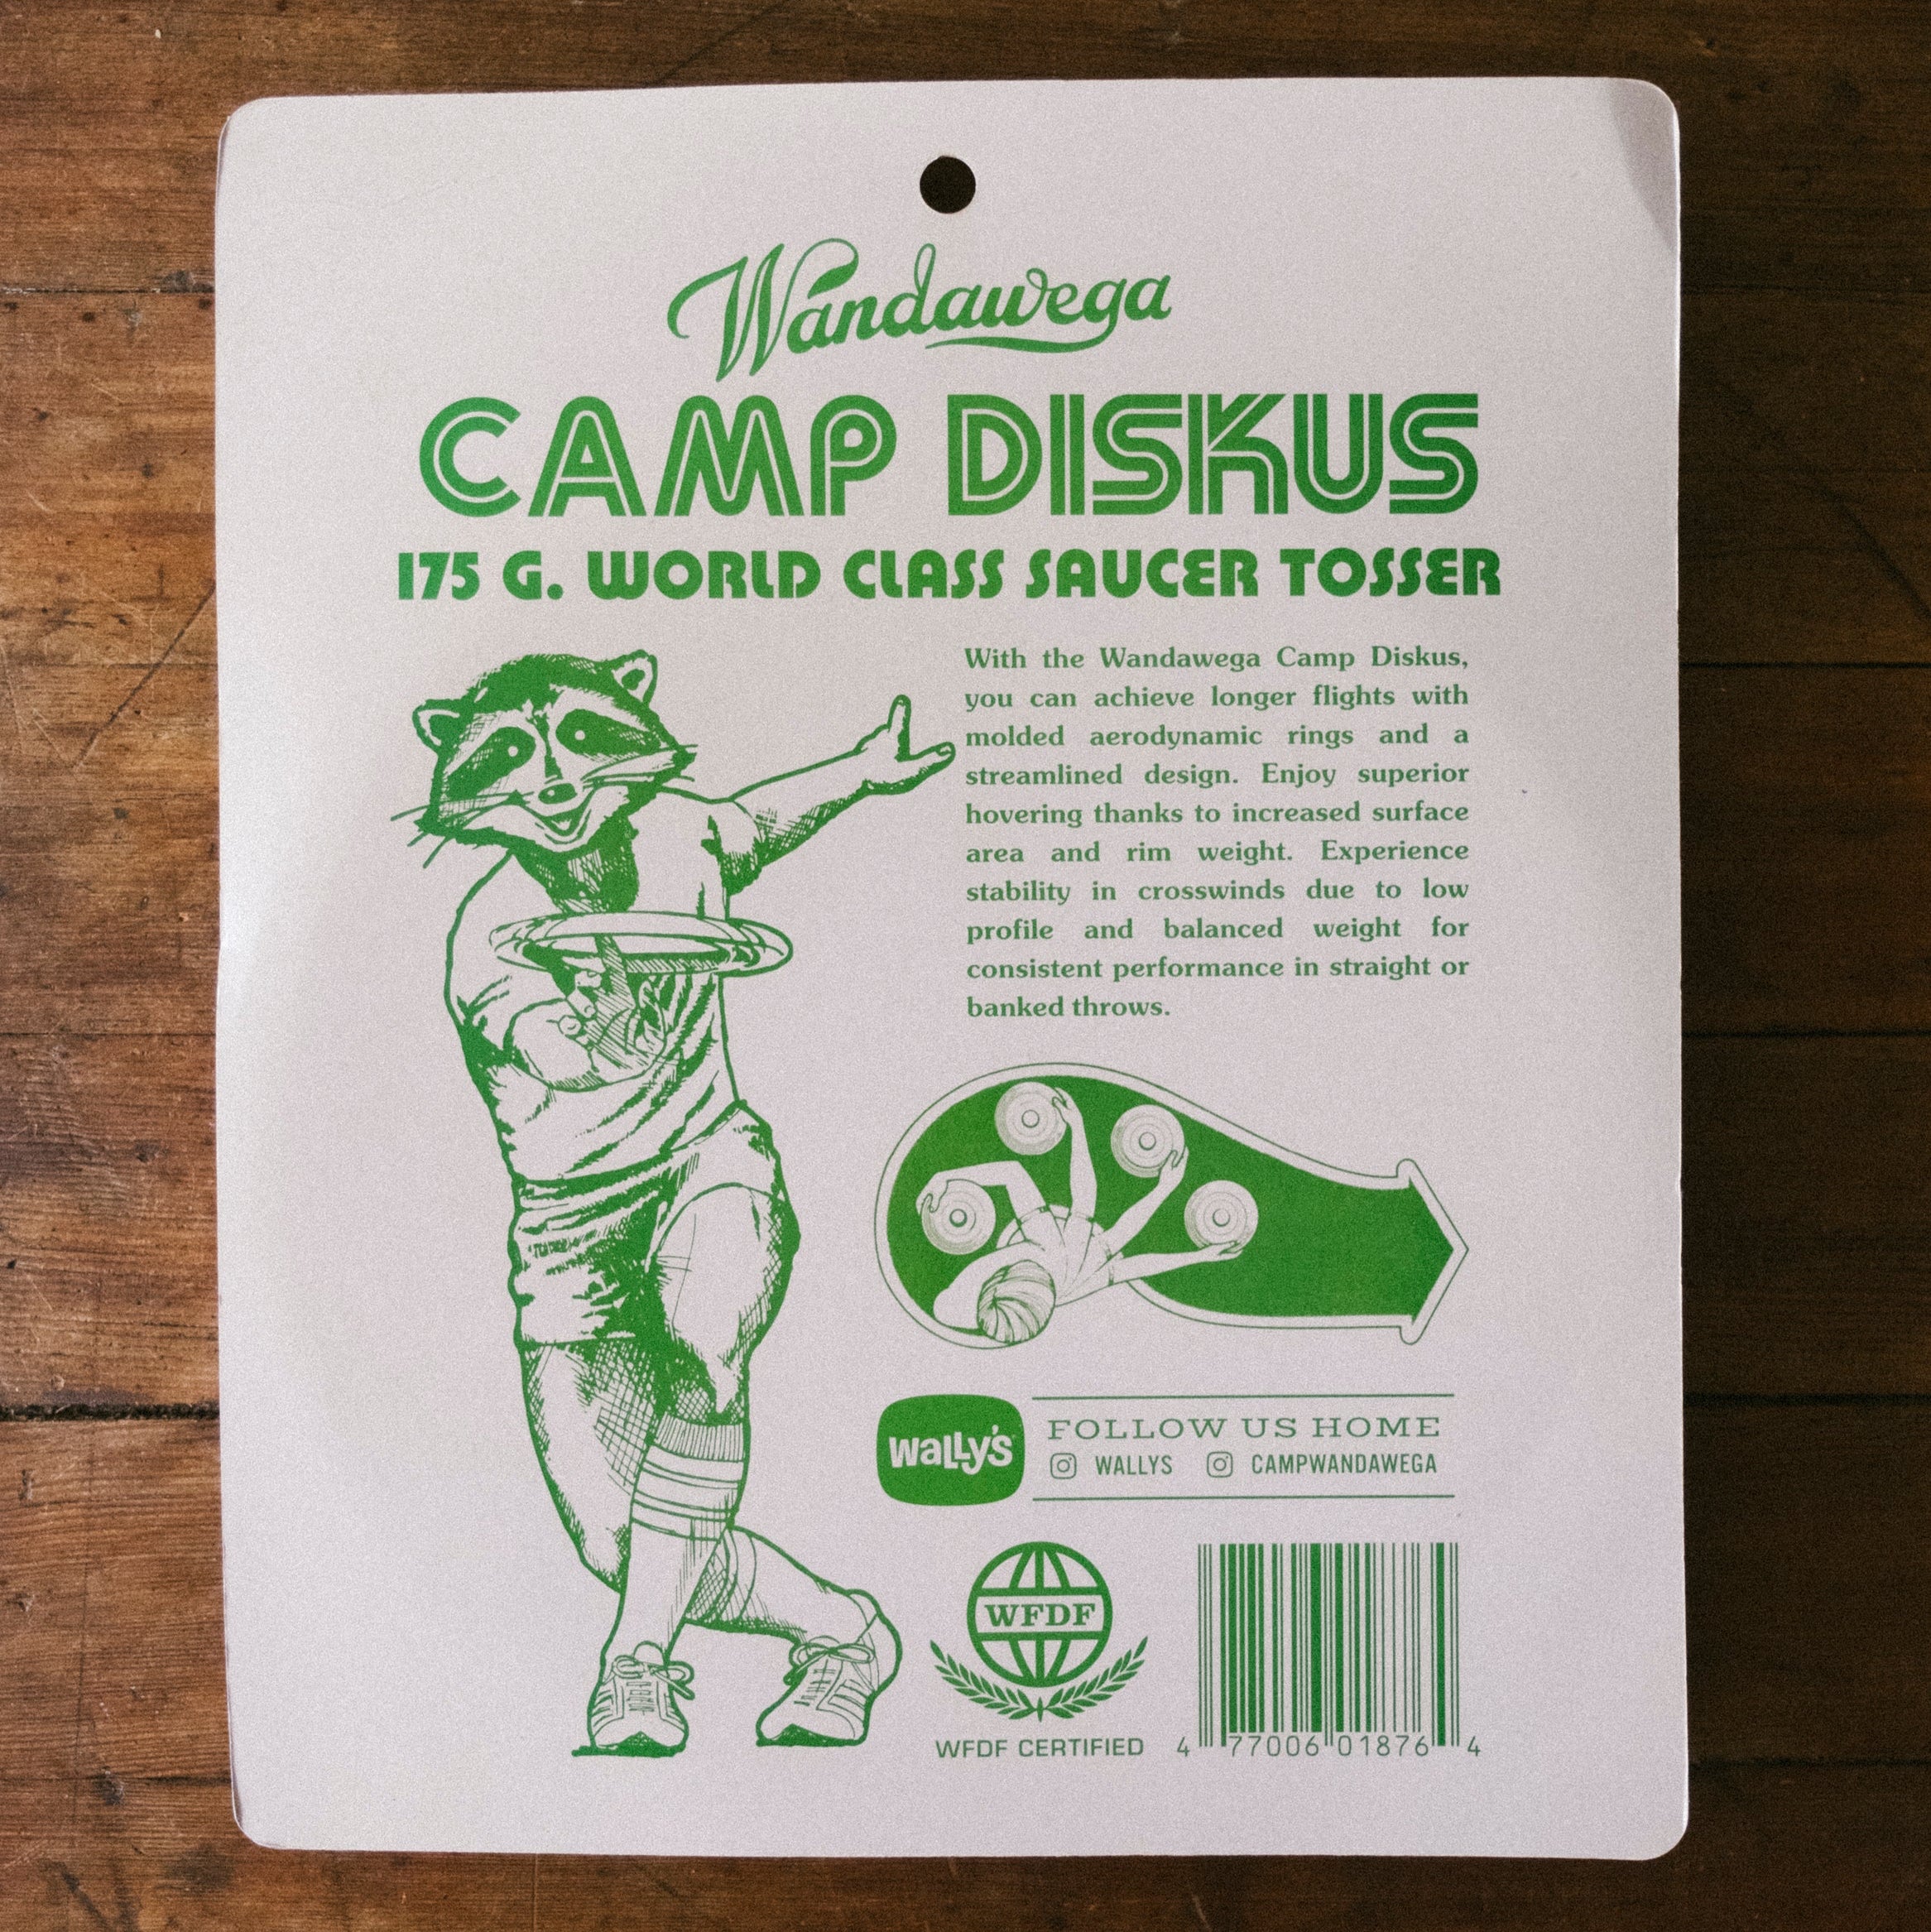 Wandawega
CAMP DISKUS
175 G. WORLD CLASS SAUCER TOSSER
With the Wandawega Camp Diskus,
you can achieve longer flights with
molded aerodynamic rings and a
streamlined design. Enjoy superior
hovering thanks to increased surface
area and rim weight. Experience
stability in crosswinds due to low
profile and balanced weight for
consistent performance in straight or
banked throws.
waLLy's
FOLLOW US HOME
WALLYS CAMPWANDAWEGA
WFDF
WFDF CERTIFIED
4 77006 01876 4